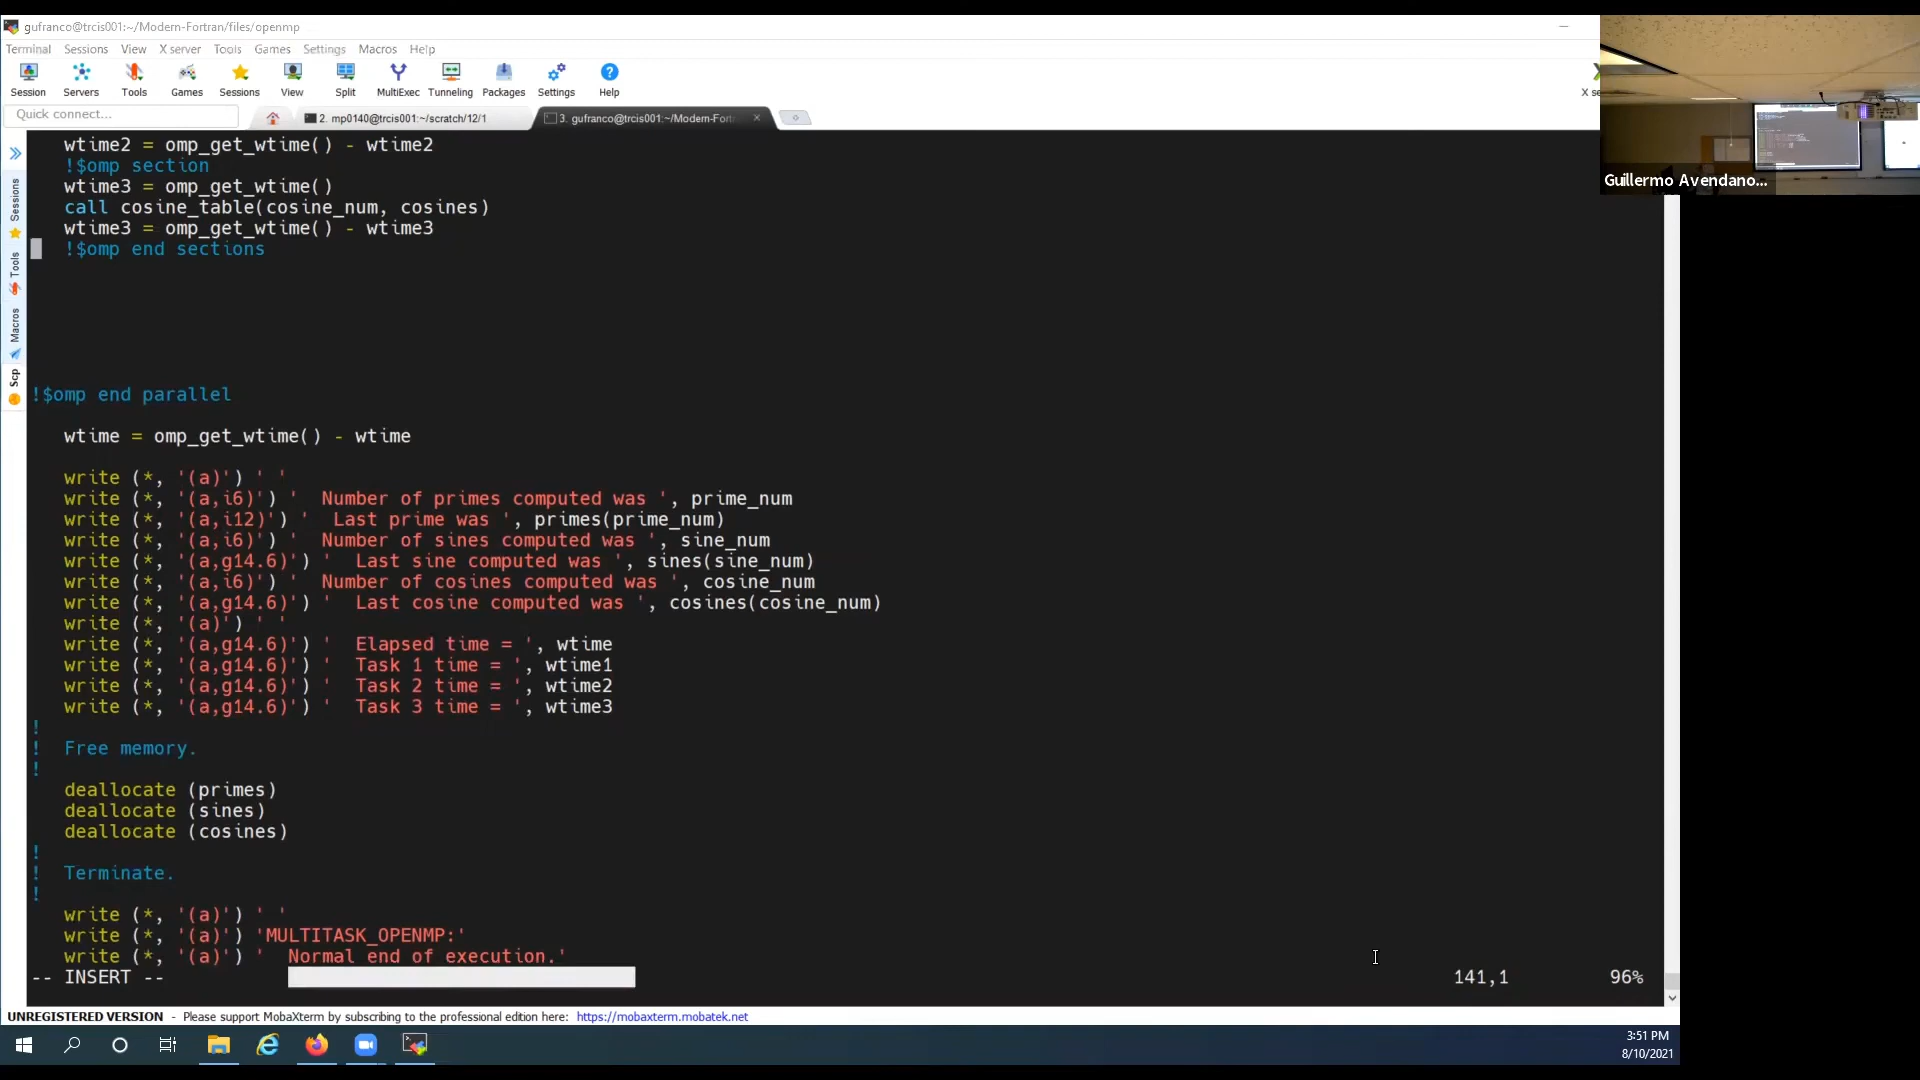 gufranco@trcis001:~/Modern-Fortran/files/openmp
Terminal Sessions View X server Tools Games Settings Macros Help
Session Servers Tools Games Sessions View Split MultiExec Tunneling Packages Settings Help
X se
Quick connect...
2. mp0140@trcis001:~/scratch/12/1
3. gufranco@trcis001:~/Modern-Fortr
Guillermo Avendano...
Sessions
Tools
Macros
Scp
wtime2 = omp_get_wtime() - wtime2
!$omp section
wtime3 = omp_get_wtime()
call cosine_table(cosine_num, cosines)
wtime3 = omp_get_wtime() - wtime3
!$omp end sections
!$omp end parallel
wtime = omp_get_wtime() - wtime
write (*, '(a)') ' '
write (*, '(a,i6)') '  Number of primes computed was ', prime_num
write (*, '(a,i12)') '  Last prime was ', primes(prime_num)
write (*, '(a,i6)') '  Number of sines computed was ', sine_num
write (*, '(a,g14.6)') '  Last sine computed was ', sines(sine_num)
write (*, '(a,i6)') '  Number of cosines computed was ', cosine_num
write (*, '(a,g14.6)') '  Last cosine computed was ', cosines(cosine_num)
write (*, '(a)') ' '
write (*, '(a,g14.6)') '  Elapsed time = ', wtime
write (*, '(a,g14.6)') '  Task 1 time = ', wtime1
write (*, '(a,g14.6)') '  Task 2 time = ', wtime2
write (*, '(a,g14.6)') '  Task 3 time = ', wtime3
!
!  Free memory.
!
deallocate (primes)
deallocate (sines)
deallocate (cosines)
!
!  Terminate.
!
write (*, '(a)') ' '
write (*, '(a)') 'MULTITASK_OPENMP:'
write (*, '(a)') '  Normal end of execution.'
-- INSERT -- 141,1 96%
UNREGISTERED VERSION - Please support MobaXterm by subscribing to the professional edition here: https://mobaxterm.mobatek.net
3:51 PM
8/10/2021